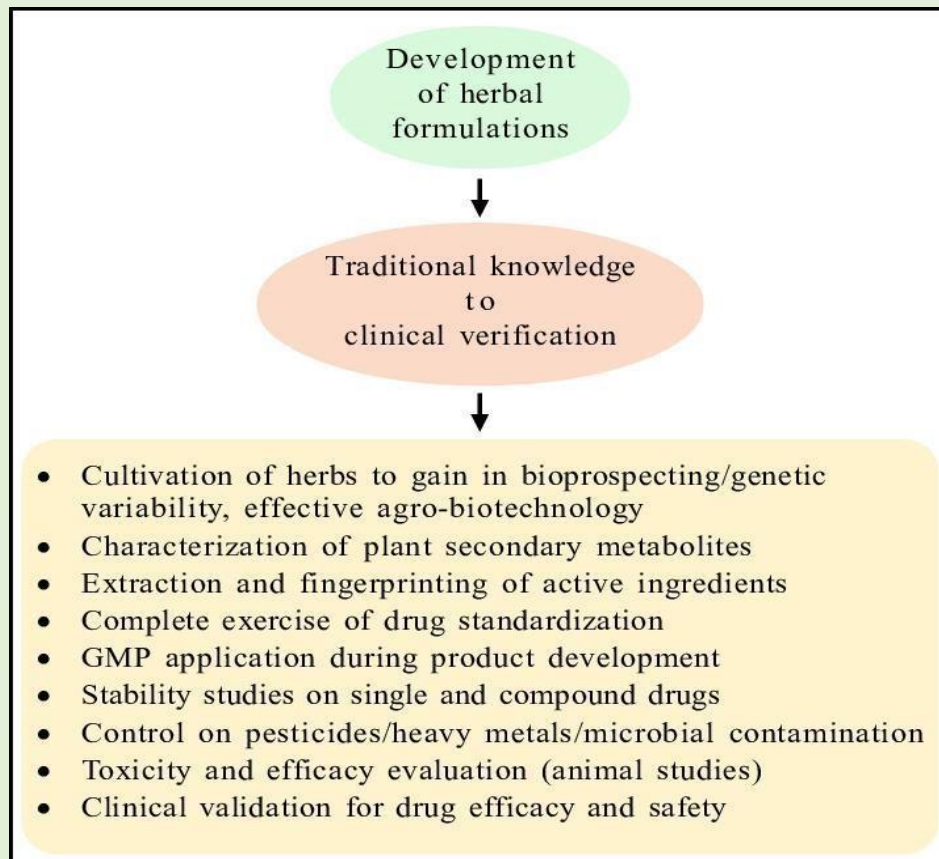 Development
of herbal
formulations
Traditional knowledge
to
clinical verification
• Cultivation of herbs to gain in bioprospecting/genetic
variability, effective agro-biotechnology
• Characterization of plant secondary metabolites
• Extraction and fingerprinting of active ingredients
• Complete exercise of drug standardization
• GMP application during product development
• Stability studies on single and compound drugs
• Control on pesticides/heavy metals/microbial contamination
• Toxicity and efficacy evaluation (animal studies)
• Clinical validation for drug efficacy and safety